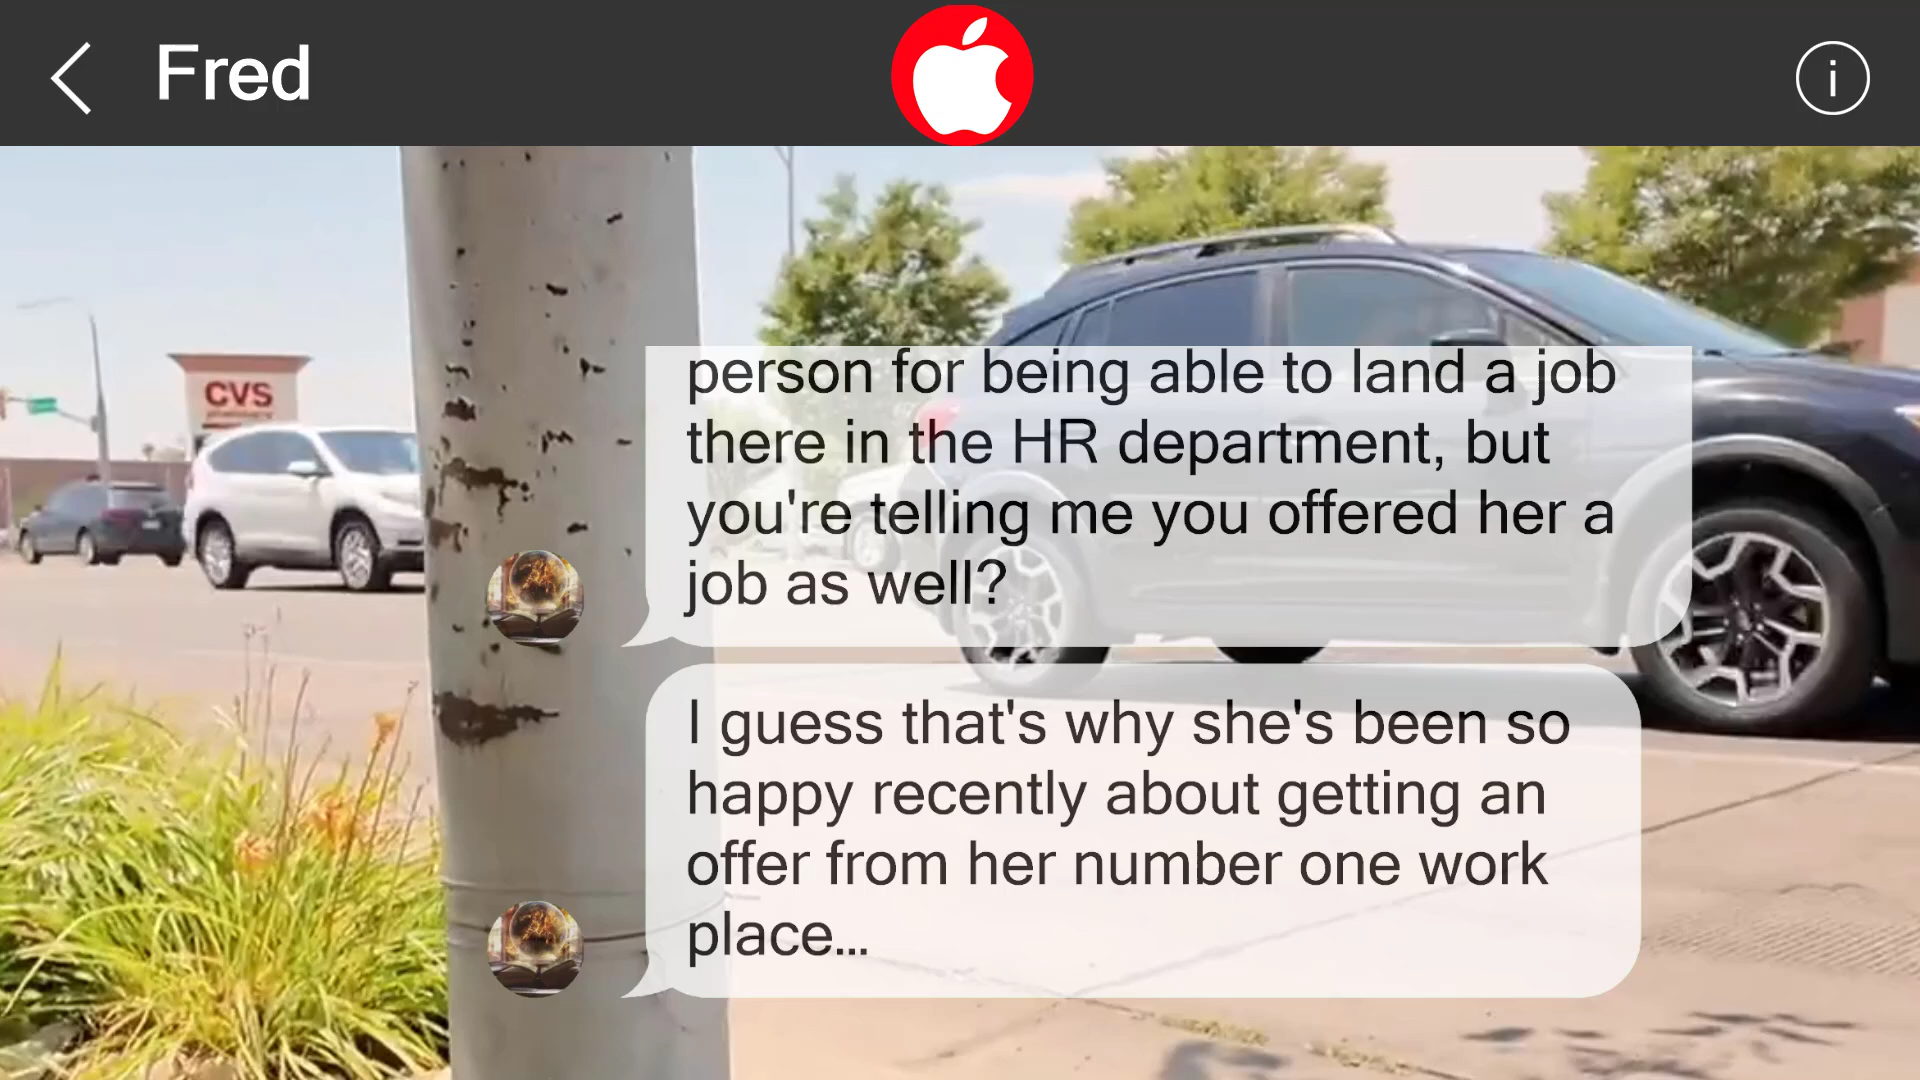 Fred
i
CVS
person for being able to land a job
there in the HR department, but
you're telling me you offered her a
job as well?
I guess that's why she's been so
happy recently about getting an
offer from her number one work
place...